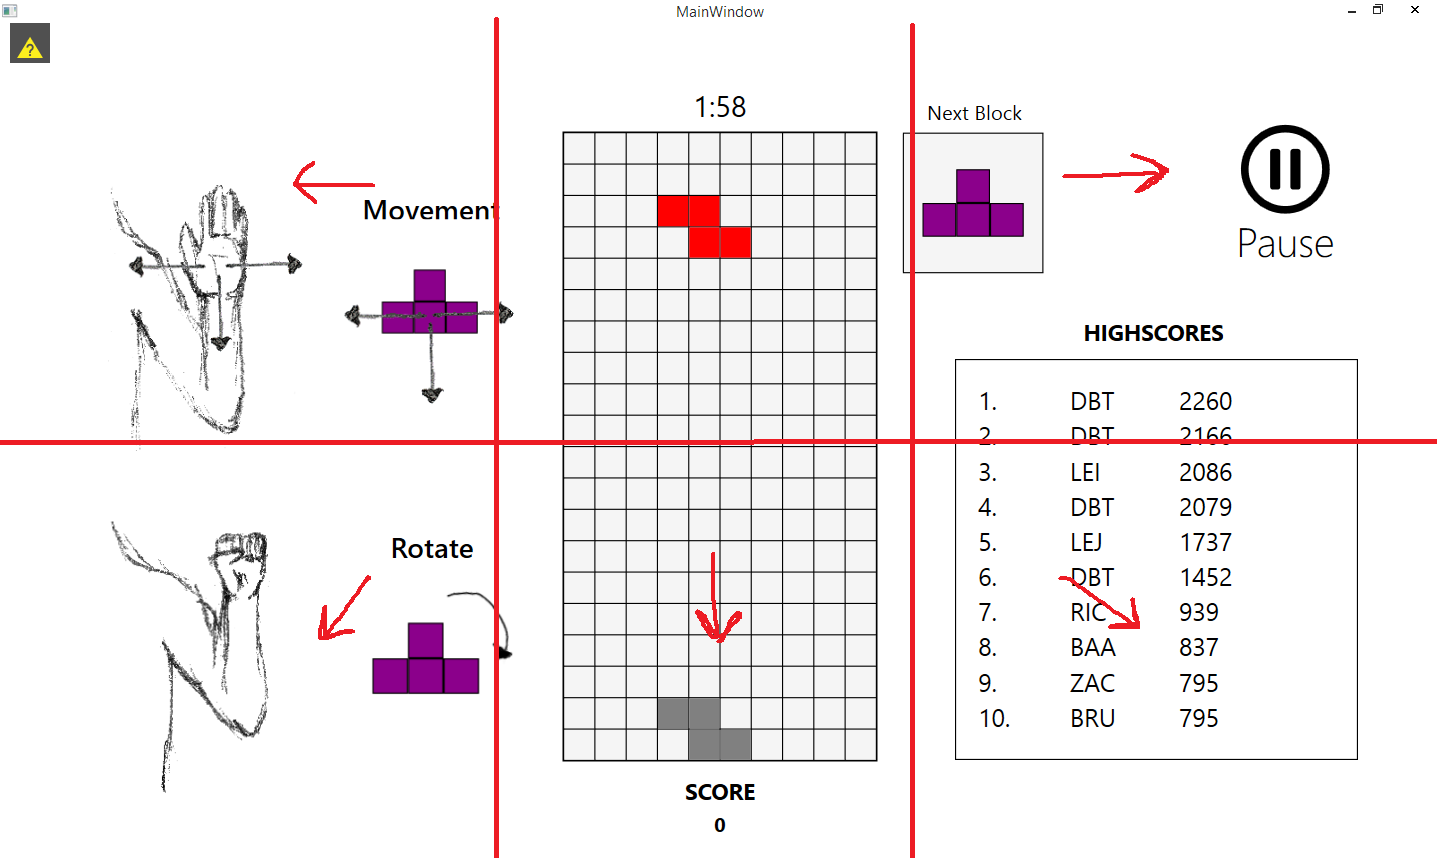 MainWindow
?
1:58
Next Block
Movement
Pause
HIGHSCORES
1. DBT 2260
2. DBT 2166
3. LEI 2086
4. DBT 2079
5. LEJ 1737
6. DBT 1452
7. RIC 939
8. BAA 837
9. ZAC 795
10. BRU 795
Rotate
SCORE
0